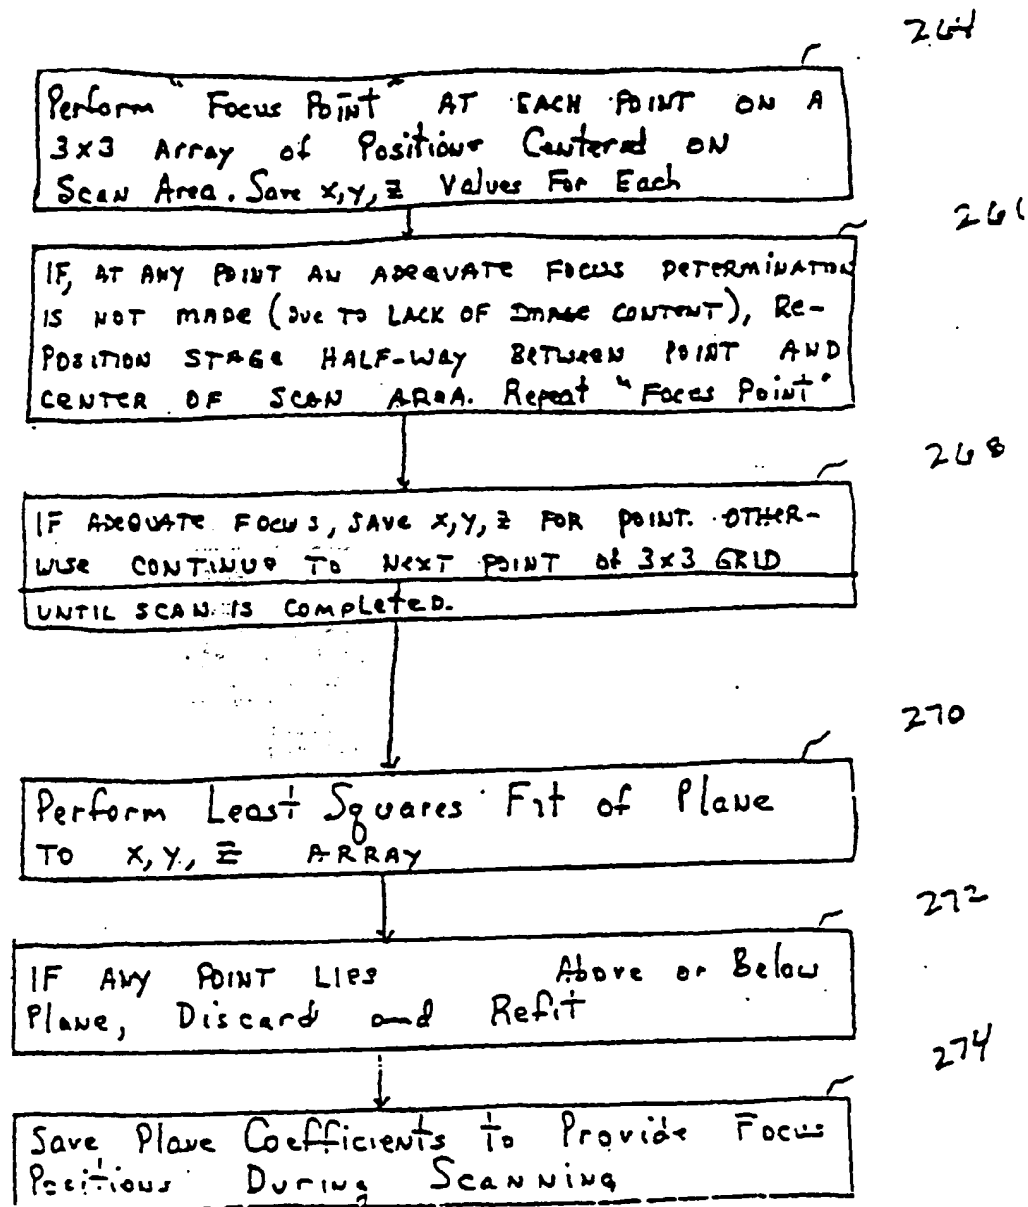 264
Perform "Focus Point" AT EACH POINT ON A
3x3 Array of Positions Centered ON
Scan Area. Save x,y,z Values For Each
266
IF, AT ANY POINT AN ADEQUATE FOCUS DETERMINATION
IS NOT MADE (DUE TO LACK OF IMAGE CONTENT), RE-
POSITION STAGE HALF-WAY BETWEEN POINT AND
CENTER OF SCAN AREA. Repeat "Focus Point"
268
IF ADEQUATE FOCUS, SAVE X,Y,Z FOR POINT. OTHER-
WISE CONTINUE TO NEXT POINT of 3x3 GRID
UNTIL SCAN IS COMPLETED.
270
Perform Least Squares Fit of Plane
TO X,Y,Z ARRAY
272
IF ANY POINT LIES Above or Below
Plane, Discard and Refit
274
Save Plane Coefficients to Provide Focus
Positions During Scanning